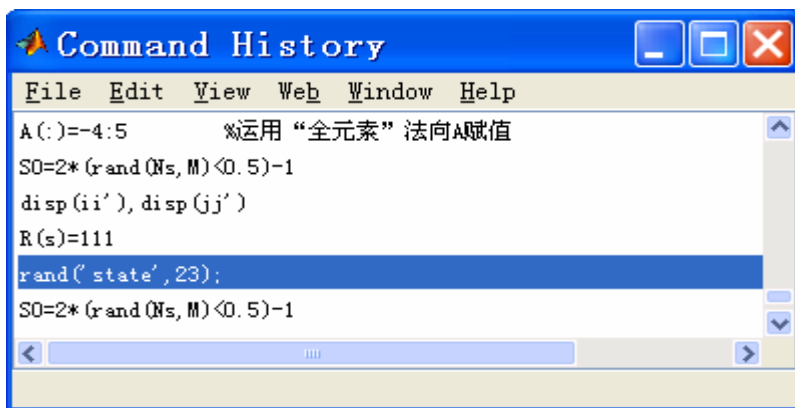 Command History
File Edit View Web Window Help
A(:)=-4:5 %运用“全元素”法向A赋值
S0=2*(rand(Ns,M)<0.5)-1
disp(ii'),disp(jj')
R(s)=111
rand('state',23);
S0=2*(rand(Ns,M)<0.5)-1